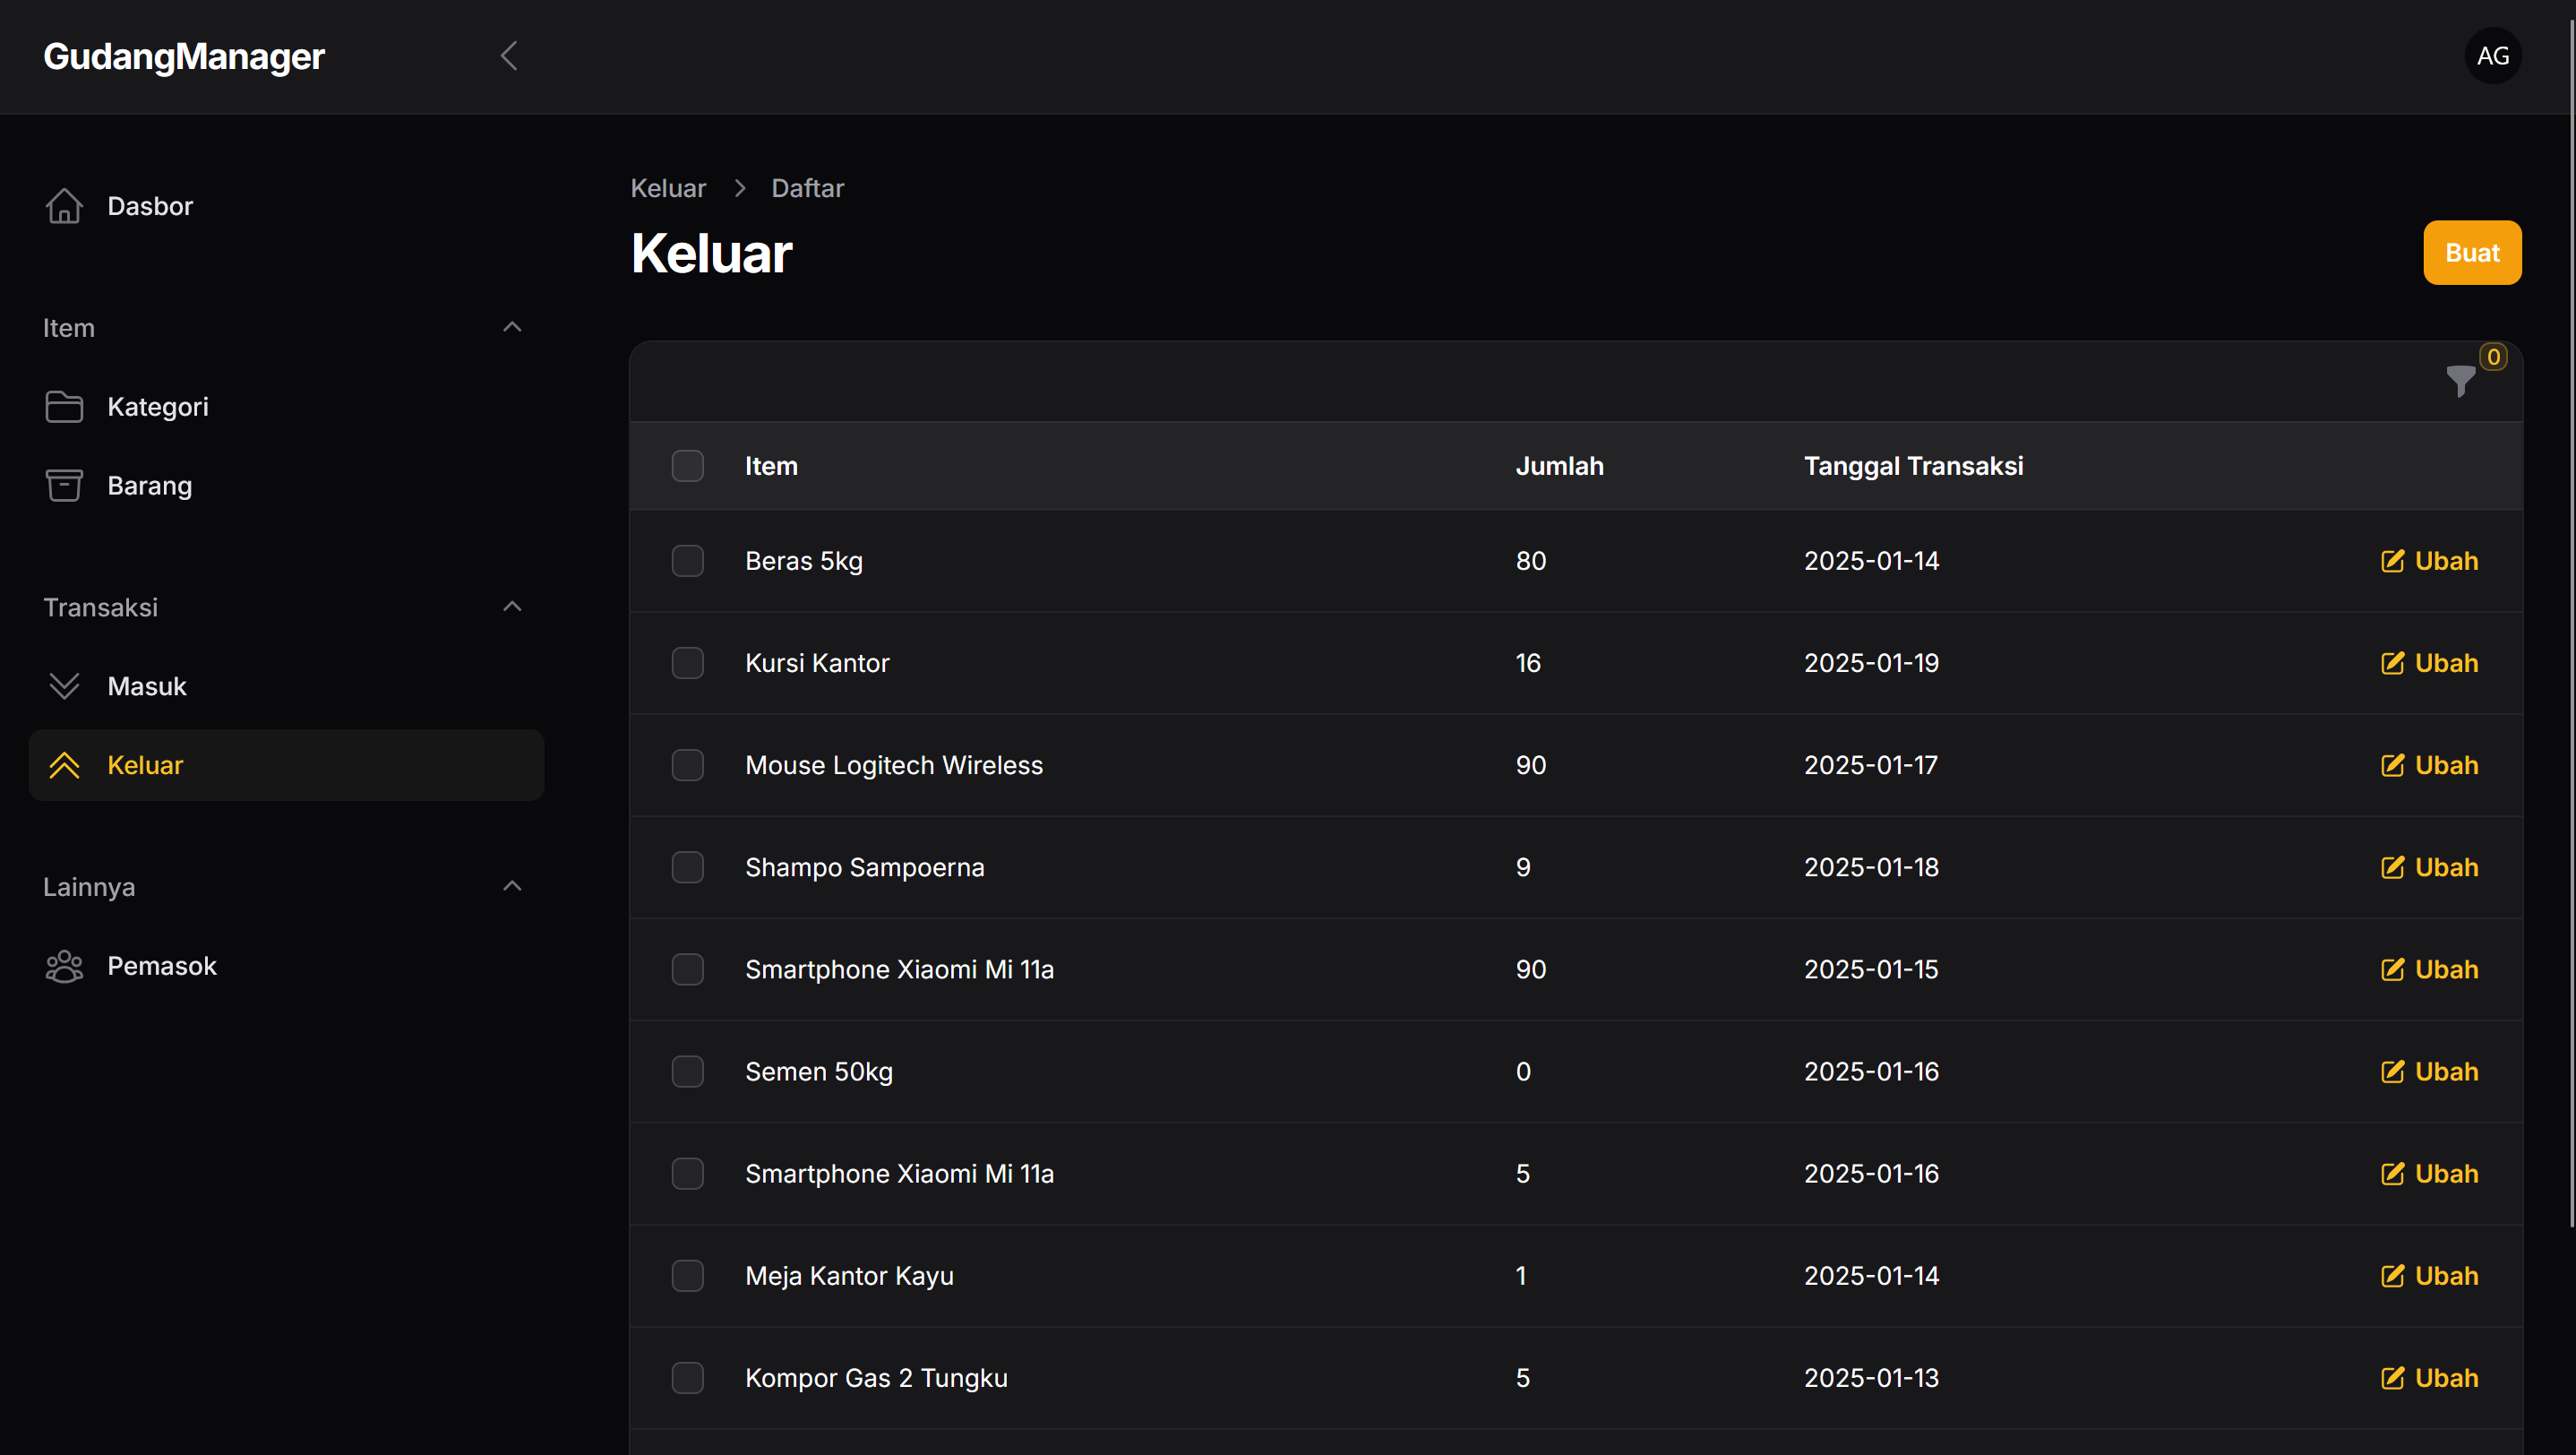 GudangManager
AG
Dasbor
Item
Kategori
Barang
Transaksi
Masuk
Keluar
Lainnya
Pemasok
Keluar Daftar
Keluar
Buat
0
Item Jumlah Tanggal Transaksi
Beras 5kg 80 2025-01-14 Ubah
Kursi Kantor 16 2025-01-19 Ubah
Mouse Logitech Wireless 90 2025-01-17 Ubah
Shampo Sampoerna 9 2025-01-18 Ubah
Smartphone Xiaomi Mi 11a 90 2025-01-15 Ubah
Semen 50kg 0 2025-01-16 Ubah
Smartphone Xiaomi Mi 11a 5 2025-01-16 Ubah
Meja Kantor Kayu 1 2025-01-14 Ubah
Kompor Gas 2 Tungku 5 2025-01-13 Ubah